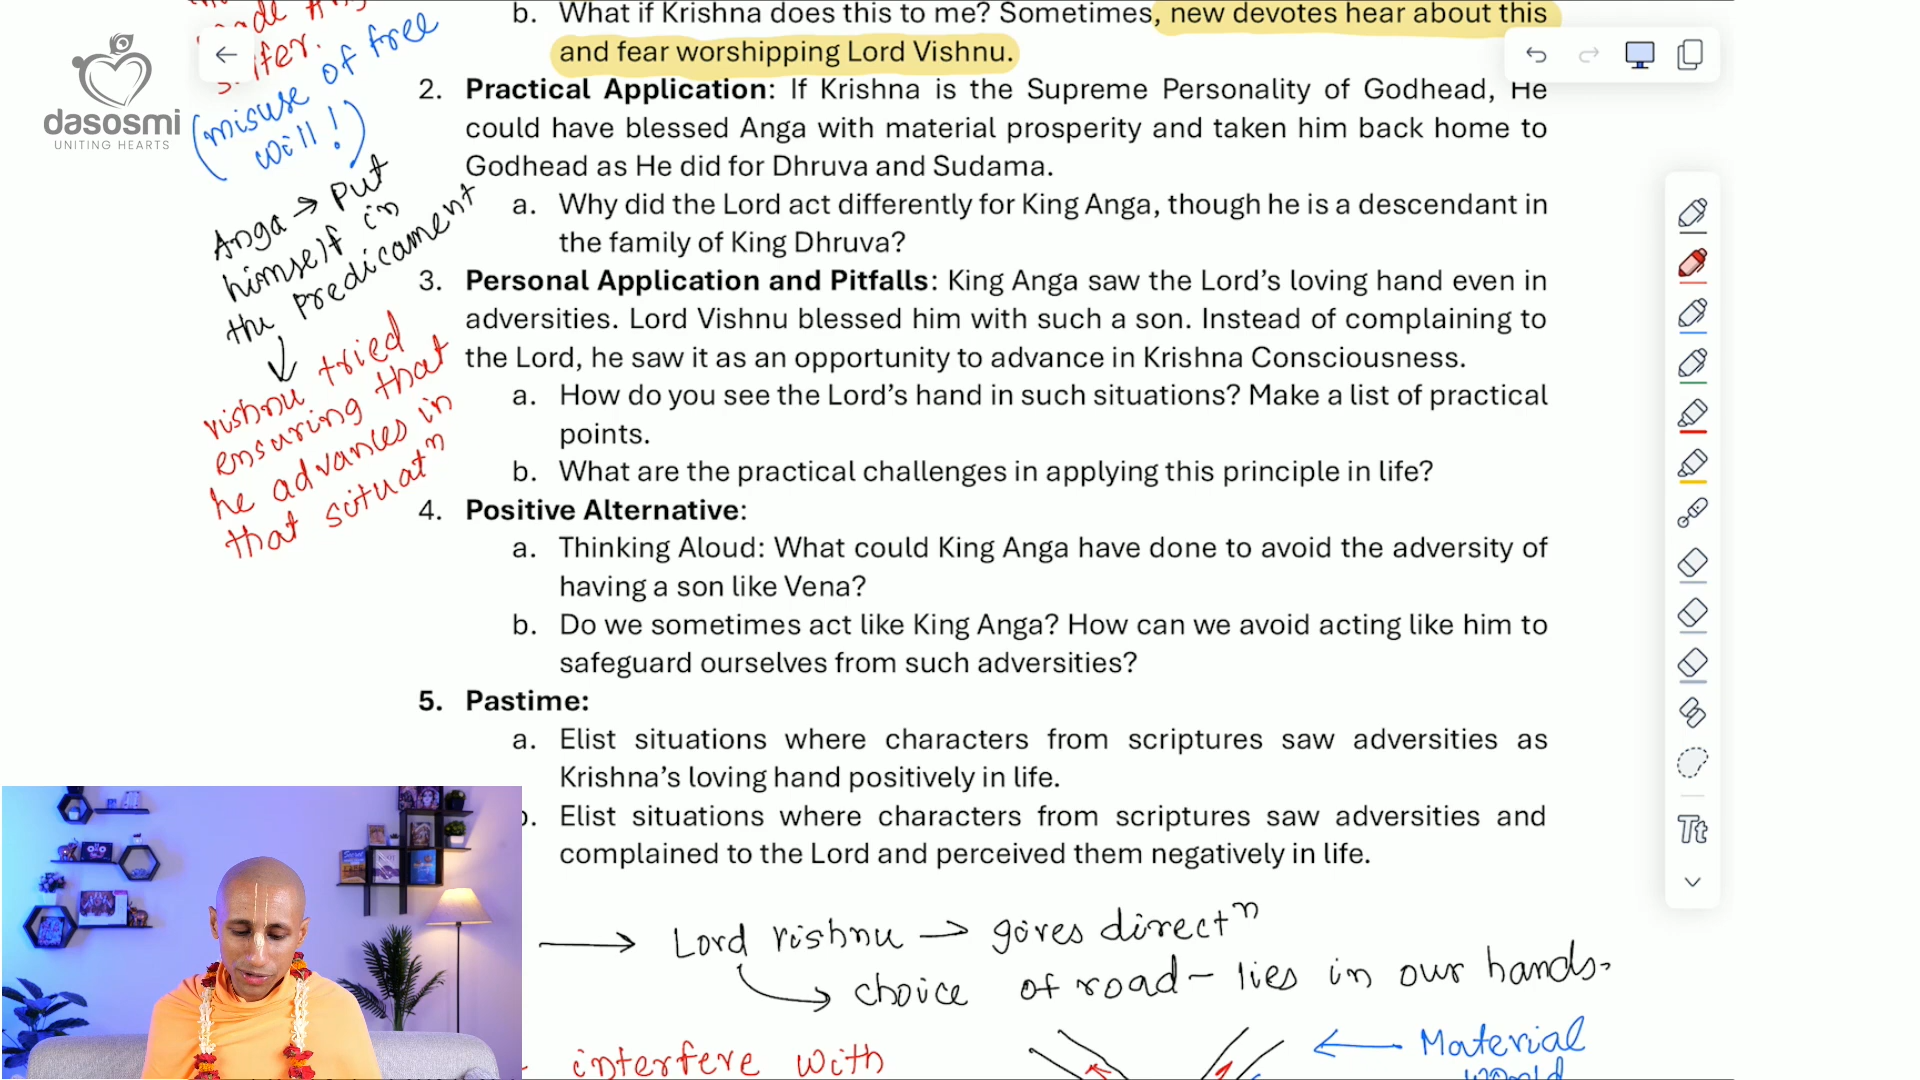 b. What if Krishna does this to me? Sometimes, new devotes hear about this
and fear worshipping Lord Vishnu.
2. Practical Application: If Krishna is the Supreme Personality of Godhead, He
could have blessed Anga with material prosperity and taken him back home to
Godhead as He did for Dhruva and Sudama.
a. Why did the Lord act differently for King Anga, though he is a descendant in
the family of King Dhruva?
3. Personal Application and Pitfalls: King Anga saw the Lord’s loving hand even in
adversities. Lord Vishnu blessed him with such a son. Instead of complaining to
the Lord, he saw it as an opportunity to advance in Krishna Consciousness.
a. How do you see the Lord’s hand in such situations? Make a list of practical
points.
b. What are the practical challenges in applying this principle in life?
4. Positive Alternative:
a. Thinking Aloud: What could King Anga have done to avoid the adversity of
having a son like Vena?
b. Do we sometimes act like King Anga? How can we avoid acting like him to
safeguard ourselves from such adversities?
5. Pastime:
a. Elist situations where characters from scriptures saw adversities as
Krishna’s loving hand positively in life.
b. Elist situations where characters from scriptures saw adversities and
complained to the Lord and perceived them negatively in life.
dasosmi
UNITING HEARTS
(misuse of free
will!)
Anga → Put
himself in
the predicament
vishnu tried
ensuring that
he advances in
that situatn
→ Lord vishnu → gives directn
→ choice of road - lies in our hands.
interfere with
← Material
world
Tt